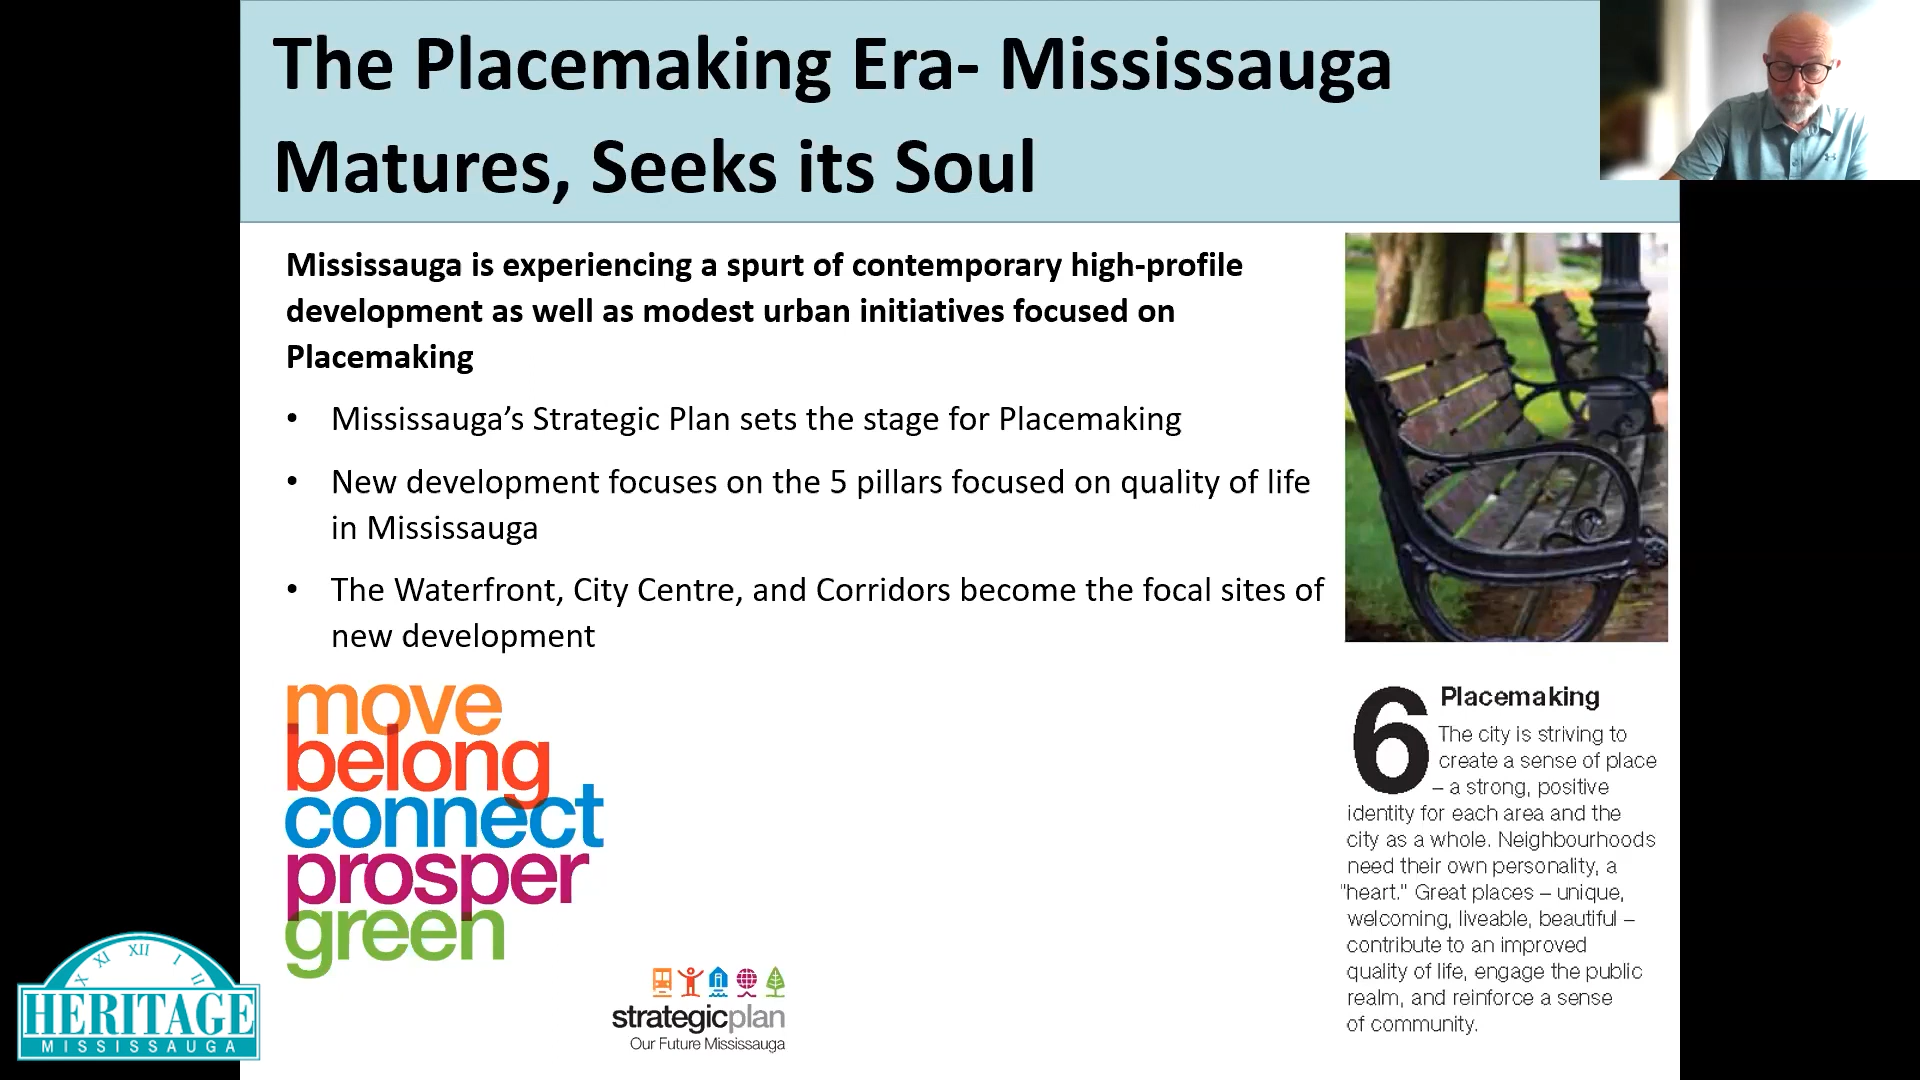 The Placemaking Era- Mississauga
Matures, Seeks its Soul
Mississauga is experiencing a spurt of contemporary high-profile
development as well as modest urban initiatives focused on
Placemaking
• Mississauga’s Strategic Plan sets the stage for Placemaking
• New development focuses on the 5 pillars focused on quality of life
in Mississauga
• The Waterfront, City Centre, and Corridors become the focal sites of
new development
move
belong
connect
prosper
green
strategicplan
Our Future Mississauga
6 Placemaking
The city is striving to
create a sense of place
– a strong, positive
identity for each area and the
city as a whole. Neighbourhoods
need their own personality, a
"heart." Great places – unique,
welcoming, liveable, beautiful –
contribute to an improved
quality of life, engage the public
realm, and reinforce a sense
of community.
X XI XII I II
HERITAGE
MISSISSAUGA